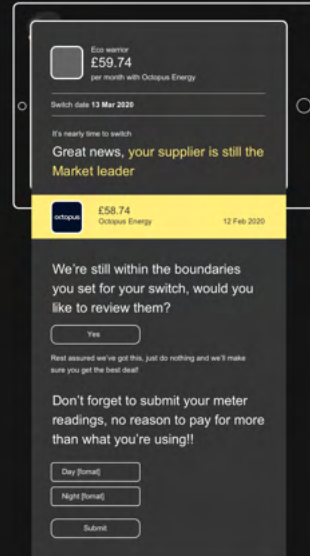 Eco warrior
£59.74
per month with Octopus Energy
Switch date 13 Mar 2020
It's nearly time to switch
Great news, your supplier is still the
Market leader
octopus
£58.74
Octopus Energy
12 Feb 2020
We're still within the boundaries
you set for your switch, would you
like to review them?
Yes
Rest assured we've got this, just do nothing and we'll make
sure you get the best deal!
Don't forget to submit your meter
readings, no reason to pay for more
than what you're using!!
Day [fomat]
Night [fomat]
Submit